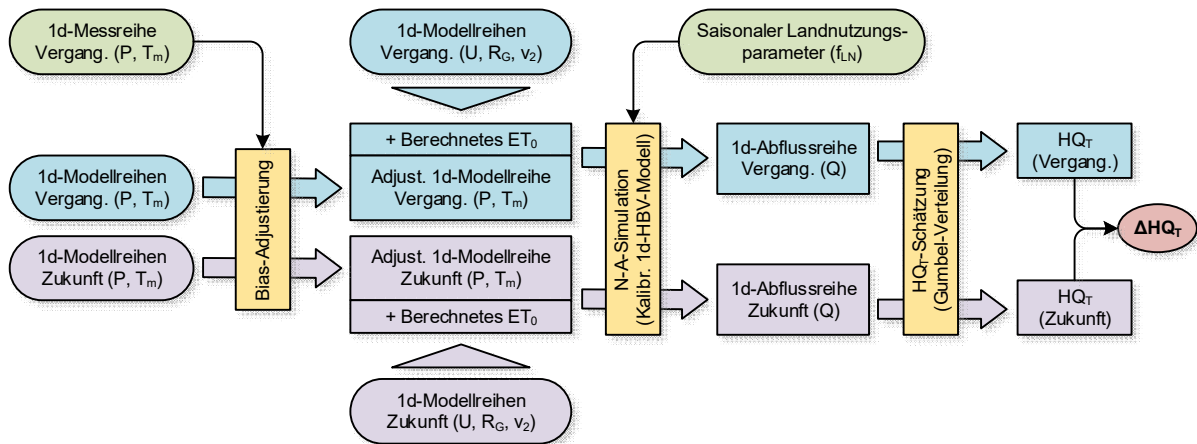 1d-Messreihe
Vergang. (P, Tm)
1d-Modellreihen
Vergang. (U, RG, v2)
Saisonaler Landnutzungs-
parameter (fLN)
1d-Modellreihen
Vergang. (P, Tm)
1d-Modellreihen
Zukunft (P, Tm)
Bias-Adjustierung
+ Berechnetes ET0
Adjust. 1d-Modellreihe
Vergang. (P, Tm)
Adjust. 1d-Modellreihe
Zukunft (P, Tm)
+ Berechnetes ET0
1d-Modellreihen
Zukunft (U, RG, v2)
N-A-Simulation
(Kalibr. 1d-HBV-Modell)
1d-Abflussreihe
Vergang. (Q)
1d-Abflussreihe
Zukunft (Q)
HQT-Schätzung
(Gumbel-Verteilung)
HQT
(Vergang.)
HQT
(Zukunft)
ΔHQT